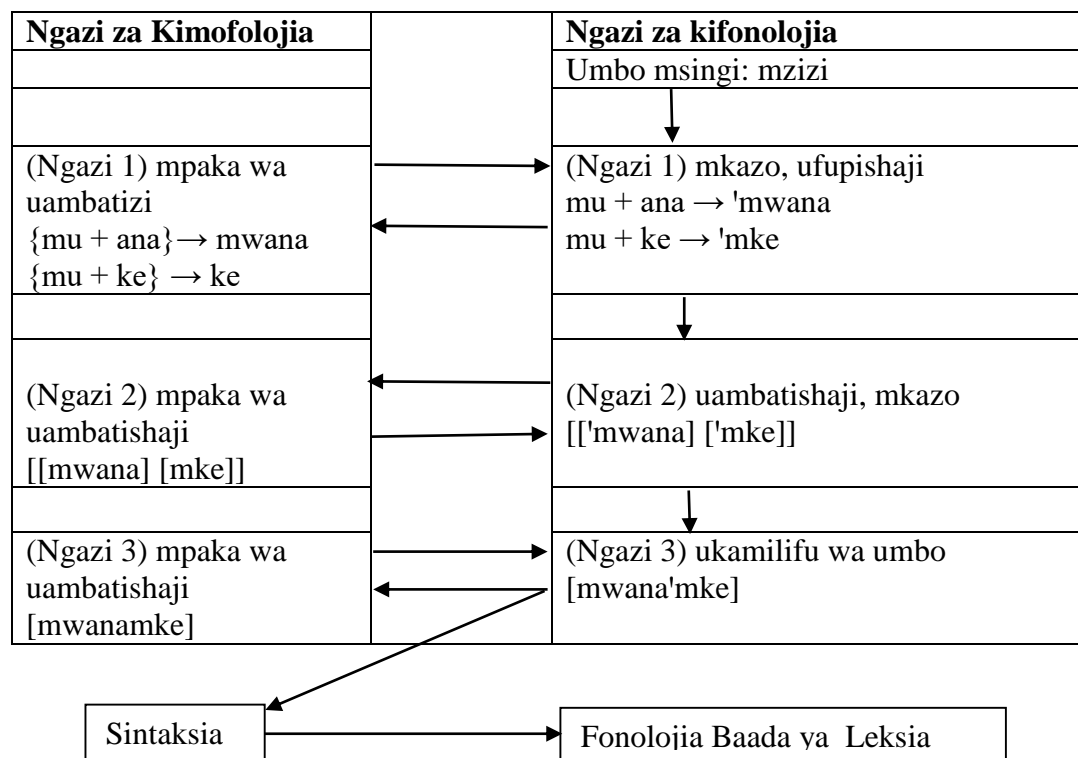 Ngazi za Kimofolojia
Ngazi za kifonolojia
Umbo msingi: mzizi
(Ngazi 1) mpaka wa
uambatizi
{mu + ana}→ mwana
{mu + ke} → ke
(Ngazi 1) mkazo, ufupishaji
mu + ana → 'mwana
mu + ke → 'mke
(Ngazi 2) mpaka wa
uambatishaji
[[mwana] [mke]]
(Ngazi 2) uambatishaji, mkazo
[['mwana] ['mke]]
(Ngazi 3) mpaka wa
uambatishaji
[mwanamke]
(Ngazi 3) ukamilifu wa umbo
[mwana'mke]
Sintaksia
Fonolojia Baada ya Leksia